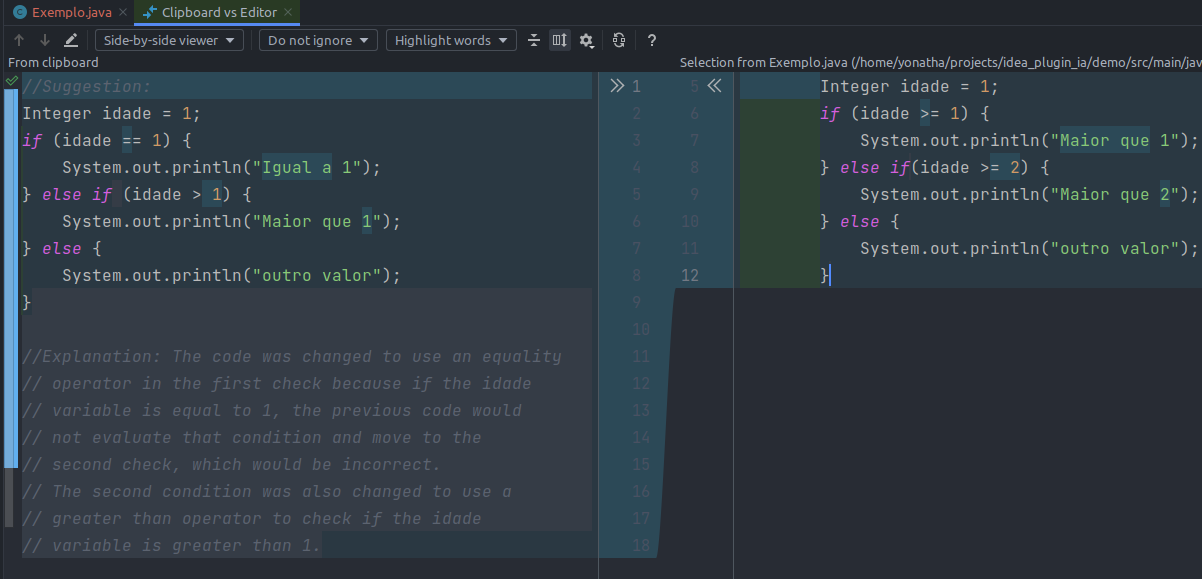 Exemplo.java
Clipboard vs Editor
Side-by-side viewer
Do not ignore
Highlight words
?
From clipboard
Selection from Exemplo.java (/home/yonatha/projects/idea_plugin_ia/demo/src/main/jav
//Suggestion:
Integer idade = 1;
if (idade == 1) {
System.out.println("Igual a 1");
} else if (idade > 1) {
System.out.println("Maior que 1");
} else {
System.out.println("outro valor");
}
//Explanation: The code was changed to use an equality
// operator in the first check because if the idade
// variable is equal to 1, the previous code would
// not evaluate that condition and move to the
// second check, which would be incorrect.
// The second condition was also changed to use a
// greater than operator to check if the idade
// variable is greater than 1.
1
2
3
4
5
6
7
8
9
10
11
12
13
14
15
16
17
18
5
6
7
8
9
10
11
12
Integer idade = 1;
if (idade >= 1) {
System.out.println("Maior que 1");
} else if(idade >= 2) {
System.out.println("Maior que 2");
} else {
System.out.println("outro valor");
}